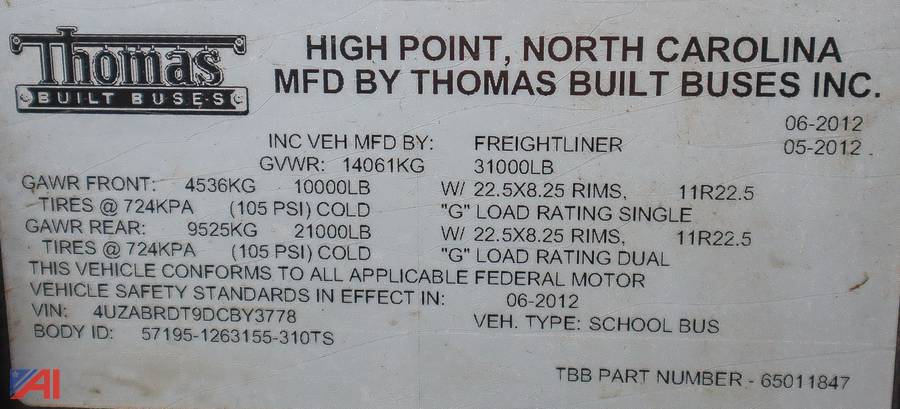 Thomas
BUILT BUSES
HIGH POINT, NORTH CAROLINA
MFD BY THOMAS BUILT BUSES INC.
06-2012
INC VEH MFD BY: FREIGHTLINER 05-2012
GVWR: 14061KG 31000LB
GAWR FRONT: 4536KG 10000LB W/ 22.5X8.25 RIMS, 11R22.5
TIRES @ 724KPA (105 PSI) COLD "G" LOAD RATING SINGLE
GAWR REAR: 9525KG 21000LB W/ 22.5X8.25 RIMS, 11R22.5
TIRES @ 724KPA (105 PSI) COLD "G" LOAD RATING DUAL
THIS VEHICLE CONFORMS TO ALL APPLICABLE FEDERAL MOTOR
VEHICLE SAFETY STANDARDS IN EFFECT IN: 06-2012
VIN: 4UZABRDT9DCBY3778 VEH. TYPE: SCHOOL BUS
BODY ID: 57195-1263155-310TS
TBB PART NUMBER - 65011847
AI